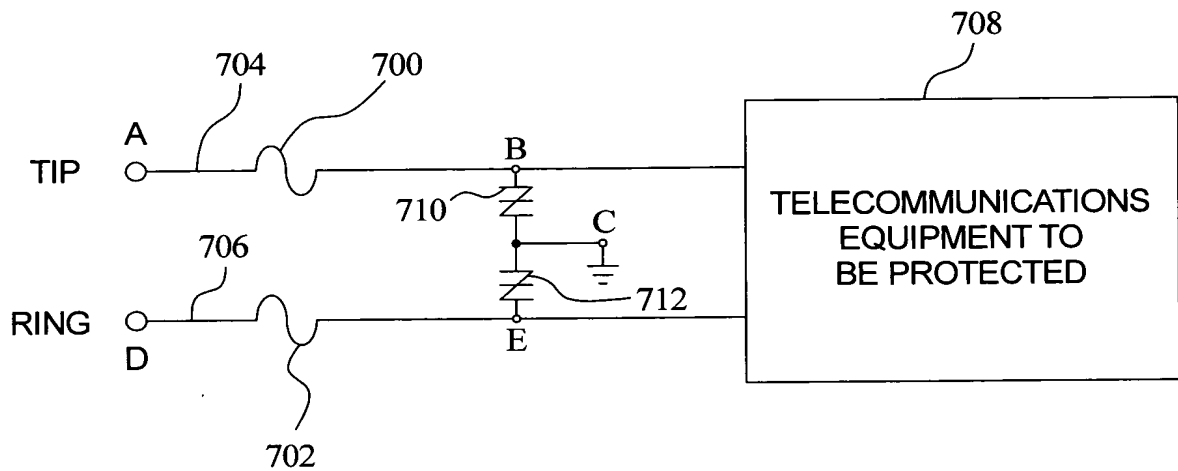 708
704
700
A
TIP
B
710
C
TELECOMMUNICATIONS
EQUIPMENT TO
BE PROTECTED
706
712
RING
D
E
702